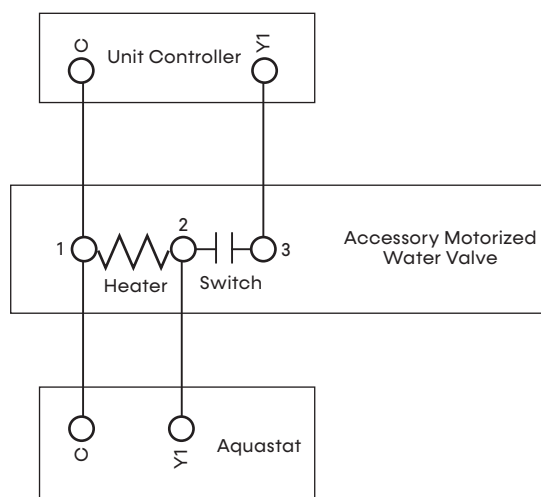 C
Unit Controller
Y1
1
2
3
Heater
Switch
Accessory Motorized
Water Valve
C
Y1
Aquastat